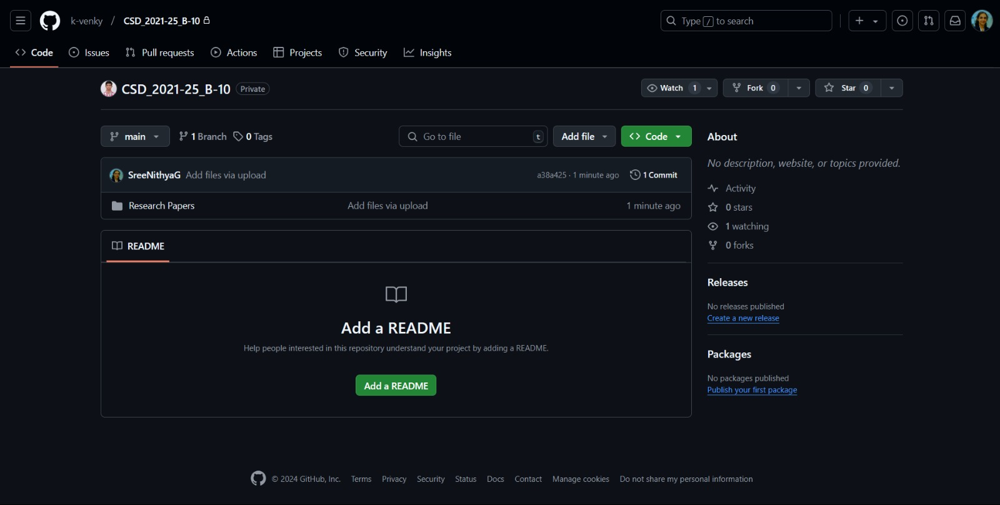 k-venky / CSD_2021-25_B-10
Type / to search
Code Issues Pull requests Actions Projects Security Insights
CSD_2021-25_B-10 Private
Watch 1 Fork 0 Star 0
main 1 Branch 0 Tags Go to file t Add file Code
SreeNithyaG Add files via upload a38a425 · 1 minute ago 1 Commit
Research Papers Add files via upload 1 minute ago
README
Add a README
Help people interested in this repository understand your project by adding a README.
Add a README
About
No description, website, or topics provided.
Activity
0 stars
1 watching
0 forks
Releases
No releases published
Create a new release
Packages
No packages published
Publish your first package
© 2024 GitHub, Inc. Terms Privacy Security Status Docs Contact Manage cookies Do not share my personal information